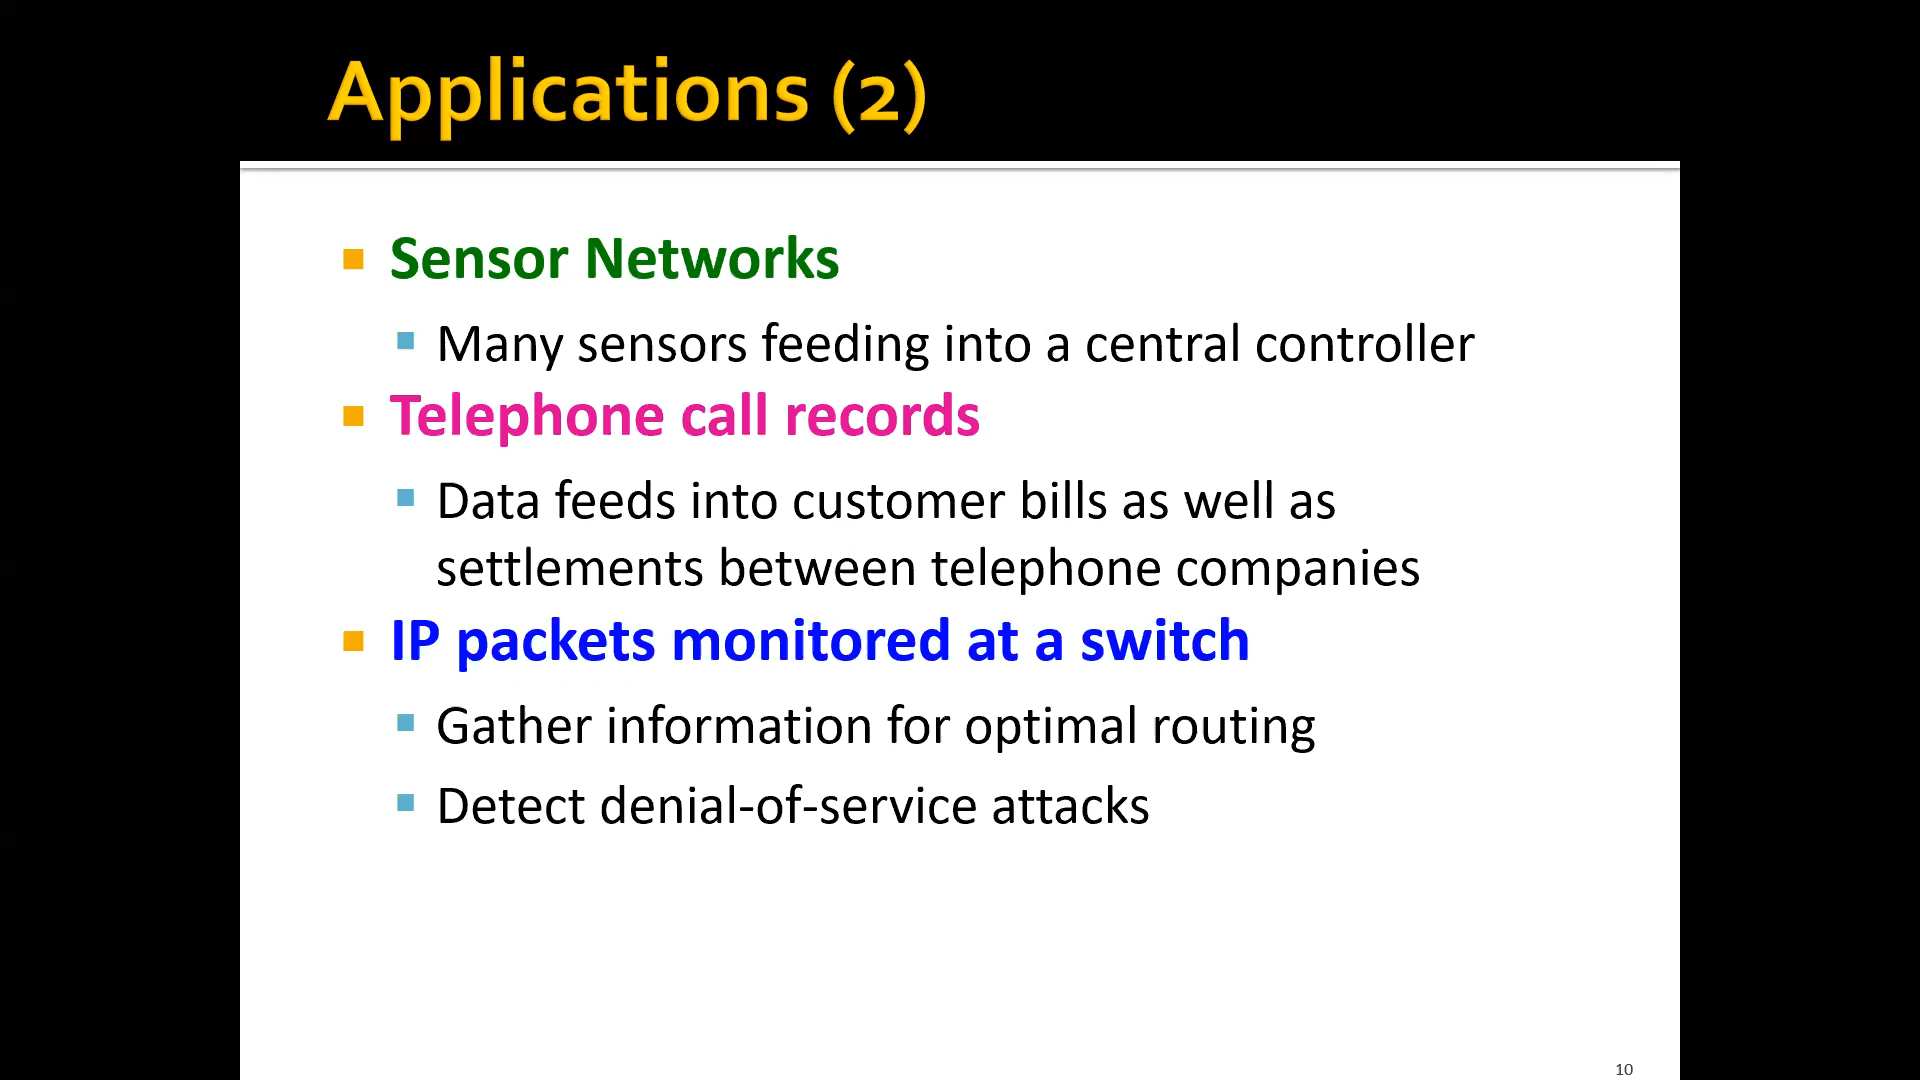 Applications (2)
Sensor Networks
Many sensors feeding into a central controller
Telephone call records
Data feeds into customer bills as well as
settlements between telephone companies
IP packets monitored at a switch
Gather information for optimal routing
Detect denial-of-service attacks
10